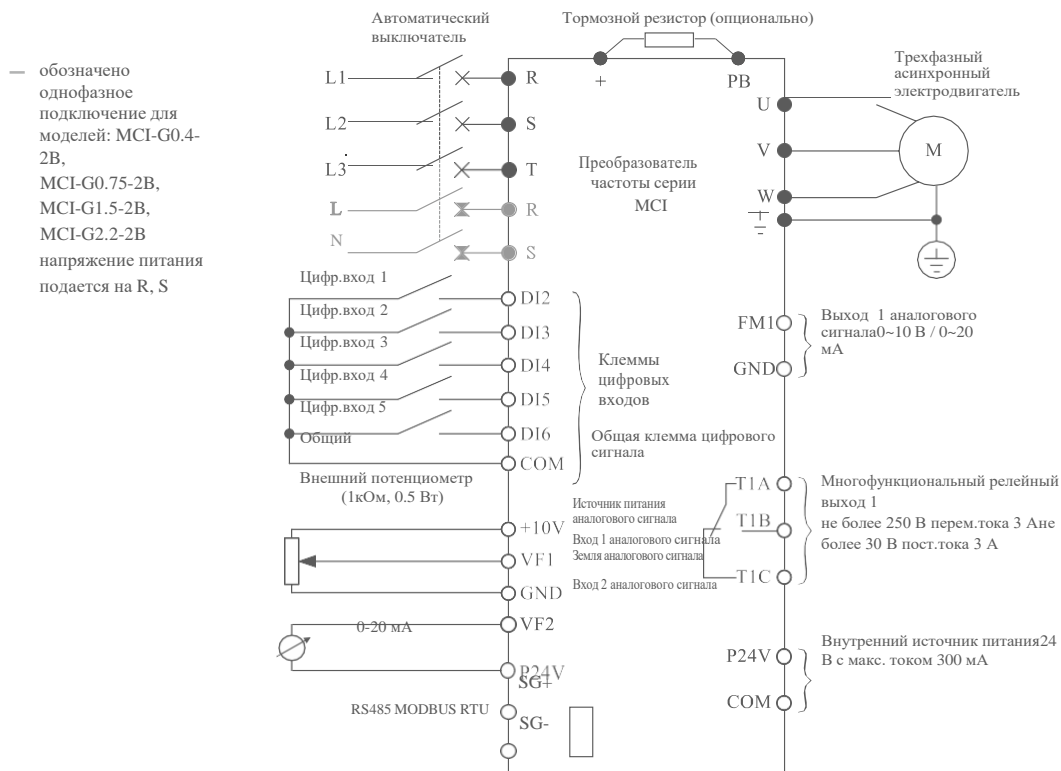 Автоматический
выключатель
Тормозной резистор (опционально)
обозначено
однофазное
подключение для
моделей: MCI-G0.4-
2B,
MCI-G0.75-2B,
MCI-G1.5-2B,
MCI-G2.2-2B
напряжение питания
подается на R, S
L1
L2
L3
L
N
R
S
T
R
S
+
PB
Преобразователь
частоты серии
MCI
U
V
W
Трехфазный
асинхронный
электродвигатель
M
Цифр.вход 1
Цифр.вход 2
Цифр.вход 3
Цифр.вход 4
Цифр.вход 5
Общий
DI2
DI3
DI4
DI5
DI6
COM
Клеммы
цифровых
входов
Общая клемма цифрового
сигнала
Внешний потенциометр
(1кОм, 0.5 Вт)
+10V
VF1
GND
VF2
P24V
SG+
SG-
Источник питания
аналогового сигнала
Вход 1 аналогового сигнала
Земля аналогового сигнала
Вход 2 аналогового сигнала
0-20 мА
RS485 MODBUS RTU
FM1
GND
Выход 1 аналогового
сигнала0~10 В / 0~20
мА
T1A
T1B
T1C
Многофункциональный релейный
выход 1
не более 250 В перем.тока 3 Ане
более 30 В пост.тока 3 А
P24V
COM
Внутренний источник питания24
В с макс. током 300 мА